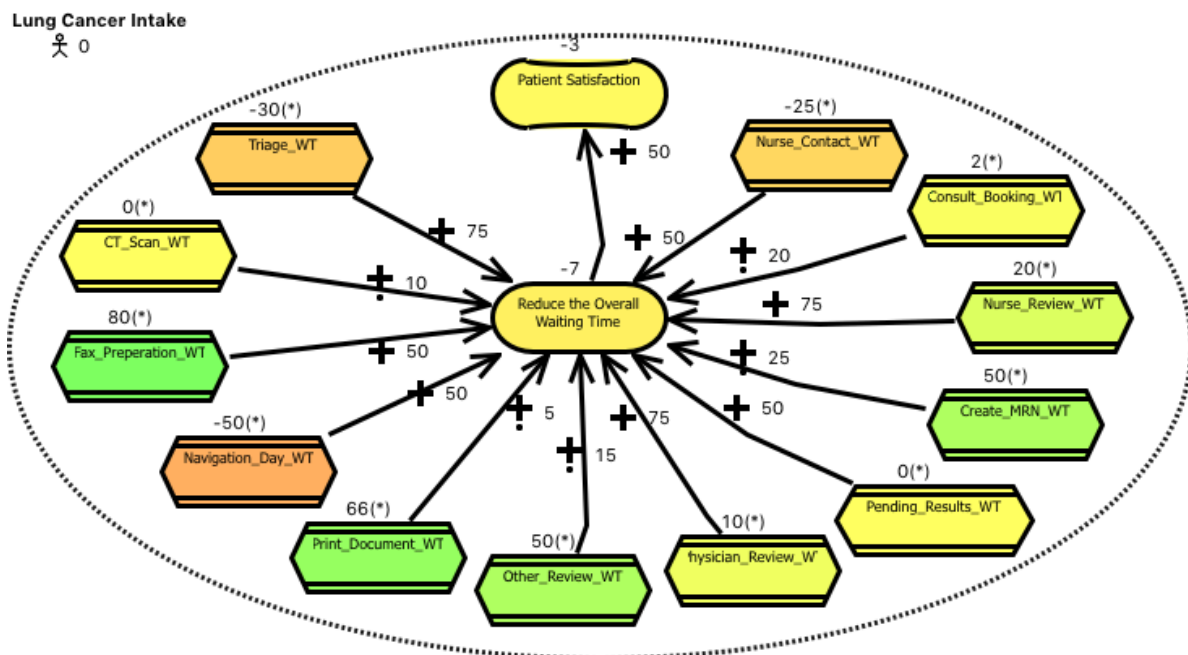 Lung Cancer Intake
0
-3
Patient Satisfaction
50
-30(*)
Triage_WT
75
-25(*)
Nurse_Contact_WT
50
2(*)
Consult_Booking_WT
20
0(*)
CT_Scan_WT
10
-7
Reduce the Overall
Waiting Time
20(*)
Nurse_Review_WT
75
80(*)
Fax_Preperation_WT
50
50(*)
Create_MRN_WT
25
-50(*)
Navigation_Day_WT
50
0(*)
Pending_Results_WT
50
66(*)
Print_Document_WT
5
50(*)
Other_Review_WT
15
10(*)
hysician_Review_W
75